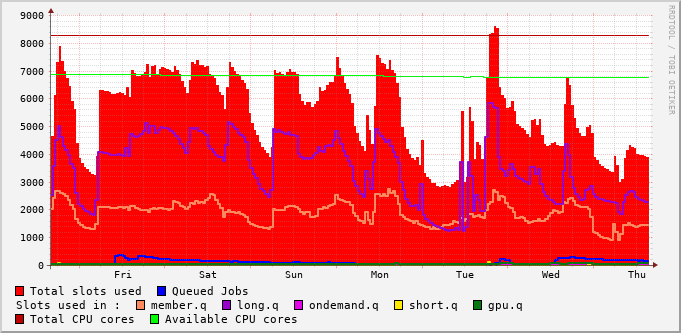 9000
8000
7000
6000
5000
4000
3000
2000
1000
0
Fri Sat Sun Mon Tue Wed Thu
Total slots used Queued Jobs
Slots used in : member.q long.q ondemand.q short.q gpu.q
Total CPU cores Available CPU cores
RRDTOOL / TOBI OETIKER